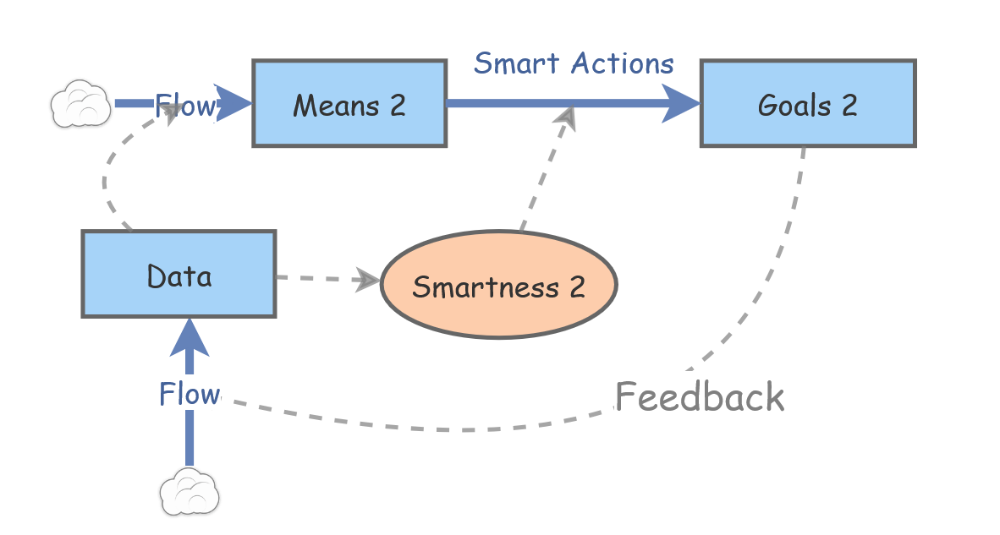 Smart Actions
Flow
Means 2
Goals 2
Data
Smartness 2
Flow
Feedback